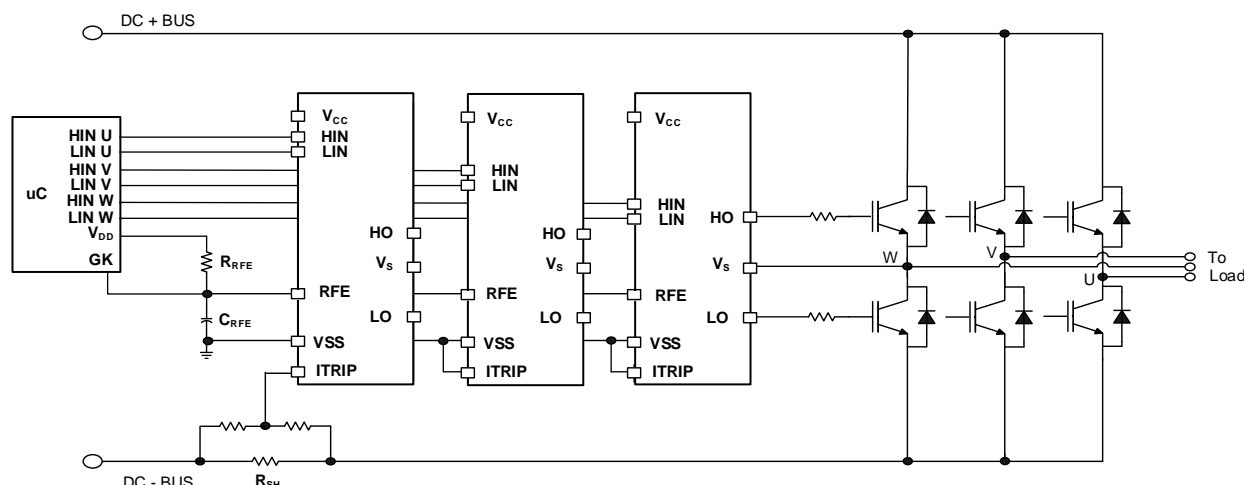 DC + BUS
uC
HIN U
LIN U
HIN V
LIN V
HIN W
LIN W
VDD
GK
RRFE
CRFE
VCC
HIN
LIN
HO
VS
RFE
LO
VSS
ITRIP
VCC
HIN
LIN
HO
VS
RFE
LO
VSS
ITRIP
VCC
HIN
LIN
HO
VS
RFE
LO
VSS
ITRIP
W
V
U
To
Load
DC - BUS
RSH